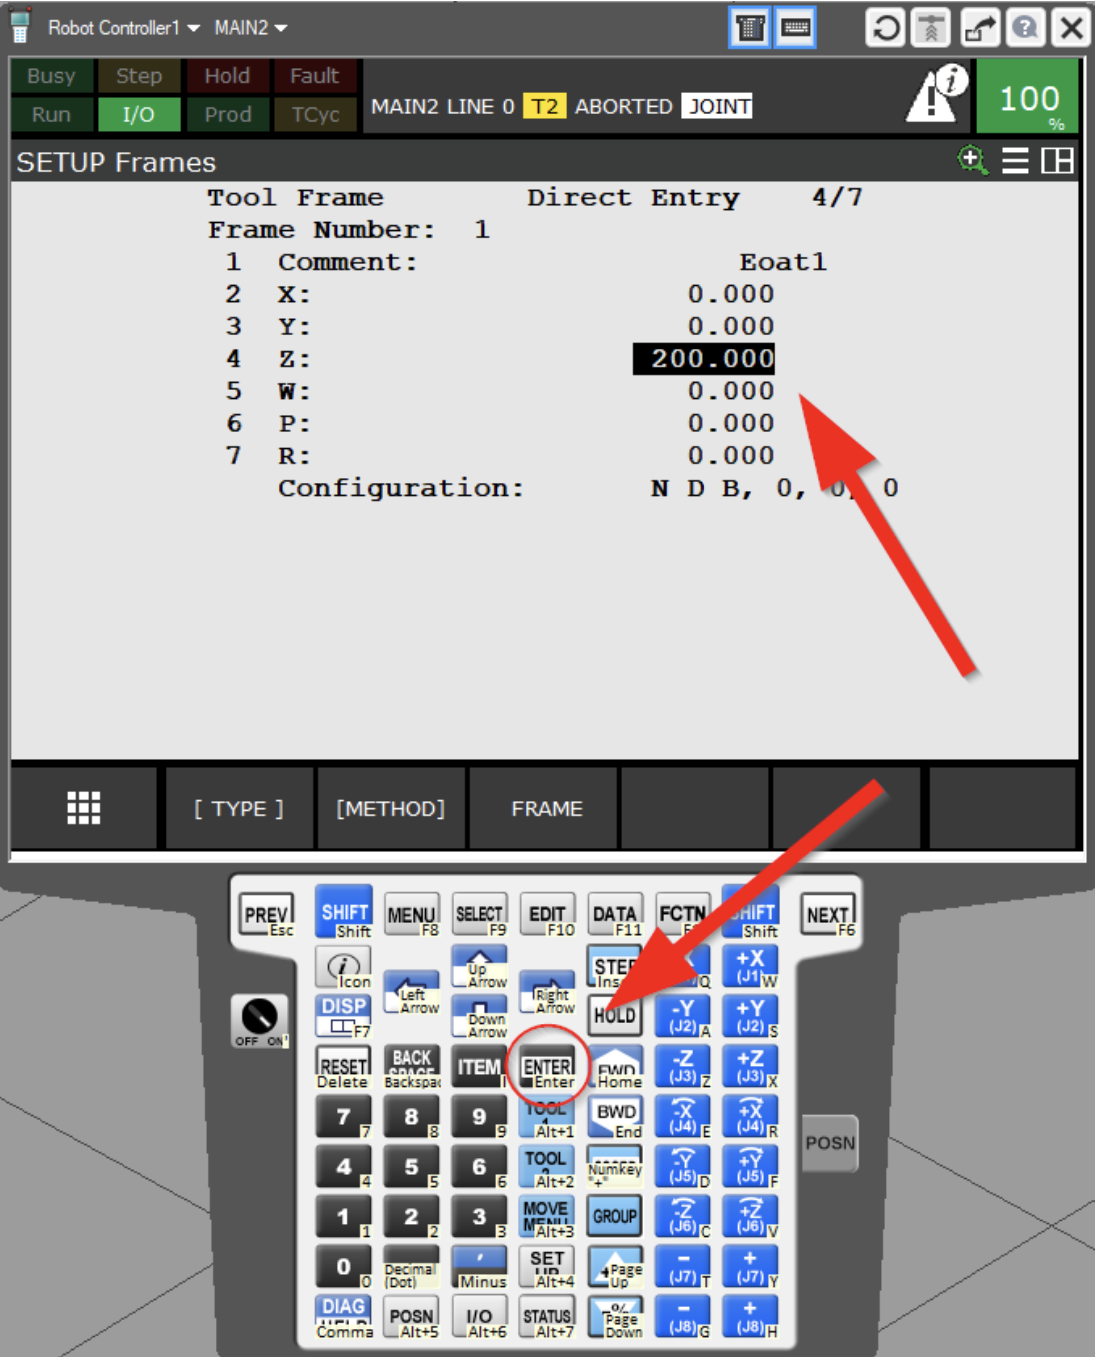 Robot Controller1 MAIN2
Busy Step Hold Fault
Run I/O Prod TCyc
MAIN2 LINE 0 T2 ABORTED JOINT
100
%
SETUP Frames
Tool Frame Direct Entry 4/7
Frame Number: 1
1 Comment: Eoat1
2 X: 0.000
3 Y: 0.000
4 Z: 200.000
5 W: 0.000
6 P: 0.000
7 R: 0.000
Configuration: N D B, 0, 0, 0
[ TYPE ] [METHOD] FRAME
PREV Esc
SHIFT Shift
MENU F8
SELECT F9
EDIT F10
DATA F11
FCTN
SHIFT Shift
NEXT F6
i Icon
Left Arrow
Up Arrow
Right Arrow
STEP Ins
Q
+X (J1) W
OFF ON
DISP F7
Down Arrow
HOLD
-Y (J2) A
+Y (J2) S
RESET Delete
BACK SPACE Backspac
ITEM I
ENTER Enter
FWD Home
-Z (J3) Z
+Z (J3) X
7 7
8 8
9 9
TOOL 1 Alt+1
BWD End
-X (J4) E
+X (J4) R
POSN
4 4
5 5
6 6
TOOL 2 Alt+2
Numkey "+"
-Y (J5) D
+Y (J5) F
1 1
2 2
3 3
MOVE MENU Alt+3
GROUP
-Z (J6) C
+Z (J6) V
0 0
Decimal (Dot)
, Minus
SET UP Alt+4
+ Page Up
- (J7) T
+ (J7) Y
DIAG HELP Comma
POSN Alt+5
I/O Alt+6
STATUS Alt+7
-% Page Down
- (J8) G
+ (J8) H